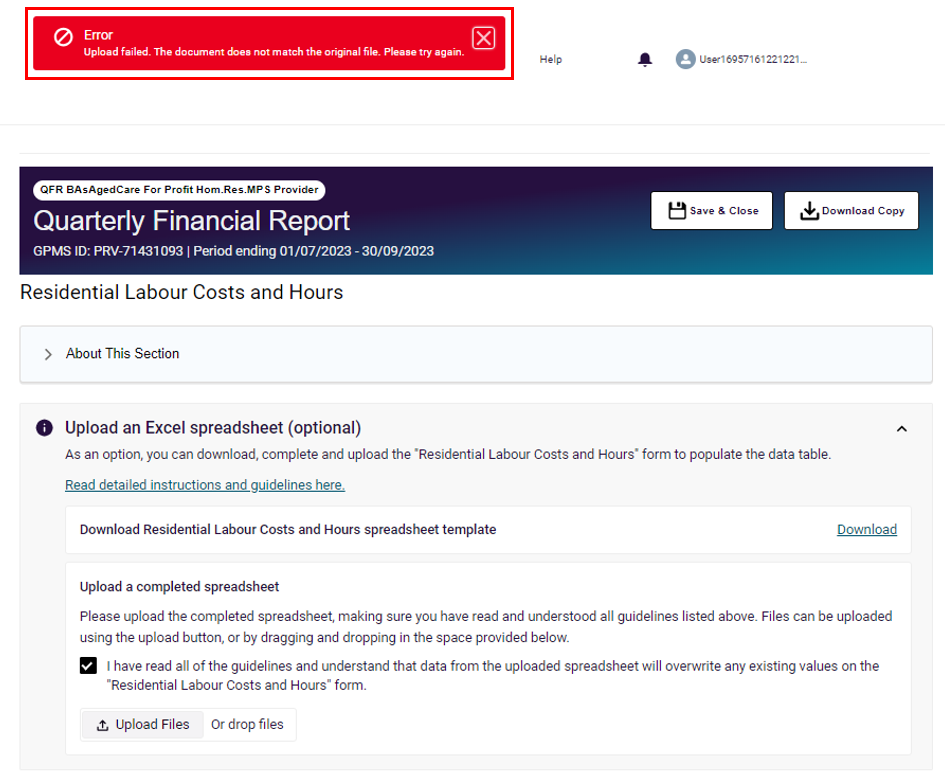 Error
Upload failed. The document does not match the original file. Please try again.
Help
User16957161221221...
QFR BAsAgedCare For Profit Hom.Res.MPS Provider
Quarterly Financial Report
GPMS ID: PRV-71431093 | Period ending 01/07/2023 - 30/09/2023
Save & Close
Download Copy
Residential Labour Costs and Hours
About This Section
Upload an Excel spreadsheet (optional)
As an option, you can download, complete and upload the "Residential Labour Costs and Hours" form to populate the data table.
Read detailed instructions and guidelines here.
Download Residential Labour Costs and Hours spreadsheet template
Download
Upload a completed spreadsheet
Please upload the completed spreadsheet, making sure you have read and understood all guidelines listed above. Files can be uploaded
using the upload button, or by dragging and dropping in the space provided below.
I have read all of the guidelines and understand that data from the uploaded spreadsheet will overwrite any existing values on the
"Residential Labour Costs and Hours" form.
Upload Files
Or drop files